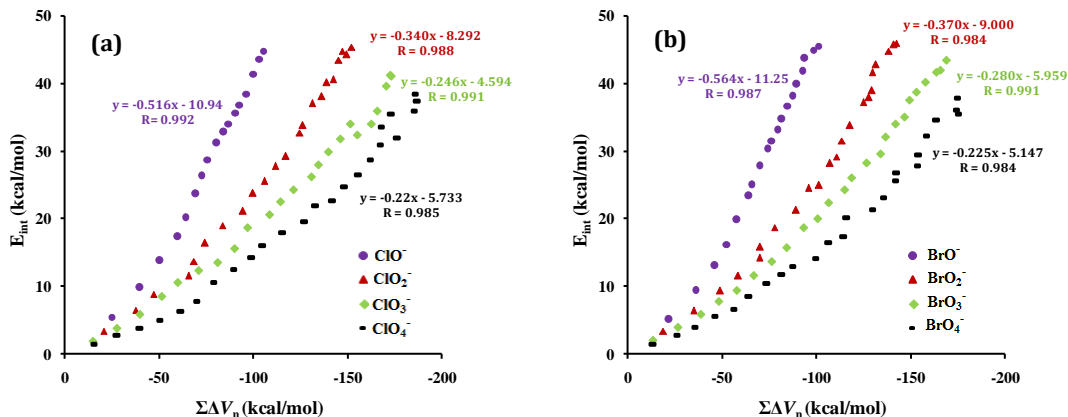 (a)
50
40
30
20
10
0
E_int (kcal/mol)
y = -0.340x - 8.292
R = 0.988
y = -0.246x - 4.594
R = 0.991
y = -0.516x - 10.94
R = 0.992
y = -0.22x - 5.733
R = 0.985
ClO⁻
ClO₂⁻
ClO₃⁻
ClO₄⁻
0 -50 -100 -150 -200
ΣΔVₙ (kcal/mol)
(b)
50
40
30
20
10
0
E_int (kcal/mol)
y = -0.370x - 9.000
R = 0.984
y = -0.564x - 11.25
R = 0.987
y = -0.280x - 5.959
R = 0.991
y = -0.225x - 5.147
R = 0.984
BrO⁻
BrO₂⁻
BrO₃⁻
BrO₄⁻
0 -50 -100 -150 -200
ΣΔVₙ (kcal/mol)